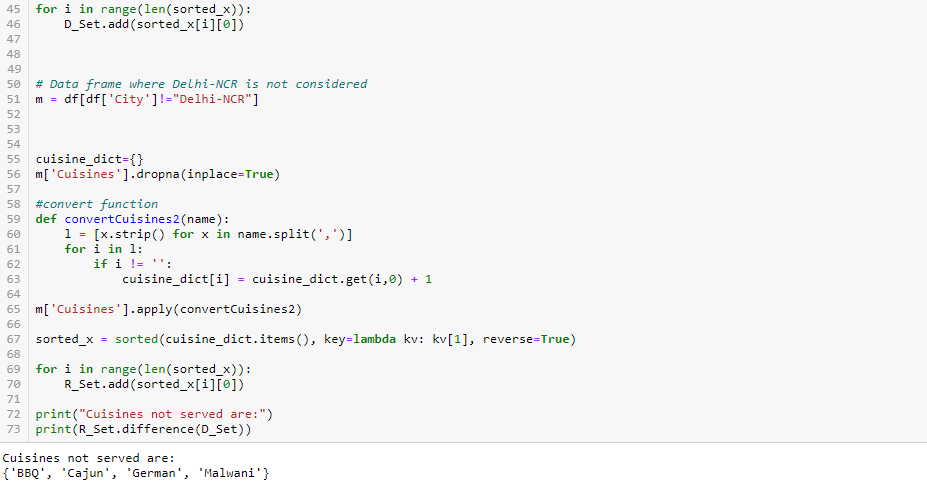 45 for i in range(len(sorted_x)):
46     D_Set.add(sorted_x[i][0])
47
48
49
50 # Data frame where Delhi-NCR is not considered
51 m = df[df['City']!="Delhi-NCR"]
52
53
54
55 cuisine_dict={}
56 m['Cuisines'].dropna(inplace=True)
57
58 #convert function
59 def convertCuisines2(name):
60     l = [x.strip() for x in name.split(',')]
61     for i in l:
62         if i != '':
63             cuisine_dict[i] = cuisine_dict.get(i,0) + 1
64
65 m['Cuisines'].apply(convertCuisines2)
66
67 sorted_x = sorted(cuisine_dict.items(), key=lambda kv: kv[1], reverse=True)
68
69 for i in range(len(sorted_x)):
70     R_Set.add(sorted_x[i][0])
71
72 print("Cuisines not served are:")
73 print(R_Set.difference(D_Set))
Cuisines not served are:
{'BBQ', 'Cajun', 'German', 'Malwani'}